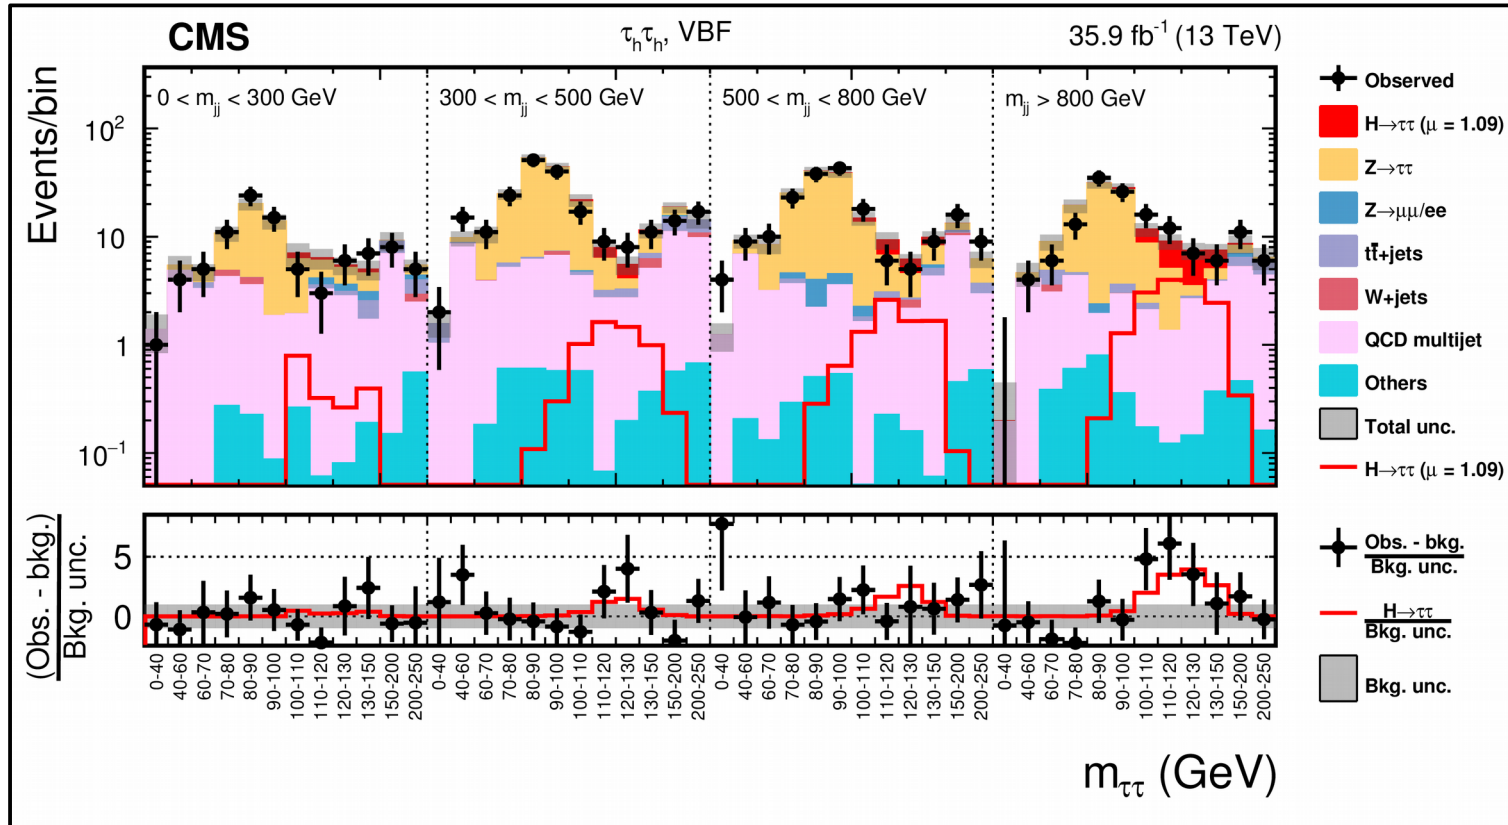 CMS
τhτh, VBF
35.9 fb⁻¹ (13 TeV)
Events/bin
0 < mjj < 300 GeV
300 < mjj < 500 GeV
500 < mjj < 800 GeV
mjj > 800 GeV
10²
10
1
10⁻¹
Observed
H→ττ (μ = 1.09)
Z→ττ
Z→μμ/ee
tt̄+jets
W+jets
QCD multijet
Others
Total unc.
H→ττ (μ = 1.09)
(Obs. - bkg.)
Bkg. unc.
5
0
Obs. - bkg.
Bkg. unc.
H→ττ
Bkg. unc.
Bkg. unc.
0-40 40-60 60-70 70-80 80-90 90-100 100-110 110-120 120-130 130-150 150-200 200-250 0-40 40-60 60-70 70-80 80-90 90-100 100-110 110-120 120-130 130-150 150-200 200-250 0-40 40-60 60-70 70-80 80-90 90-100 100-110 110-120 120-130 130-150 150-200 200-250 0-40 40-60 60-70 70-80 80-90 90-100 100-110 110-120 120-130 130-150 150-200 200-250
mττ (GeV)